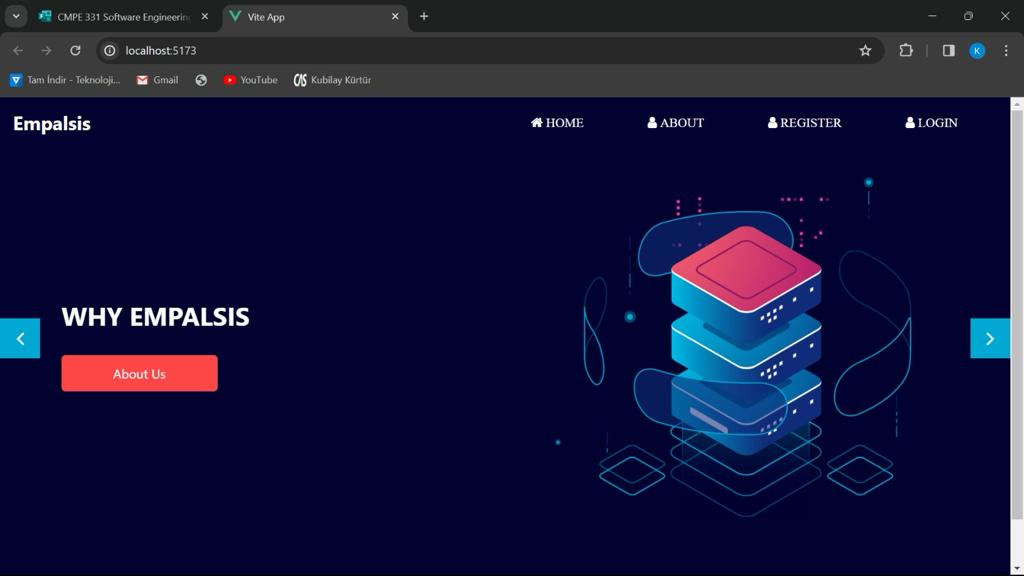 CMPE 331 Software Engineering
Vite App
localhost:5173
K
Tam İndir - Teknoloji...
Gmail
YouTube
Kubilay Kürtür
Empalsis
HOME
ABOUT
REGISTER
LOGIN
WHY EMPALSIS
About Us